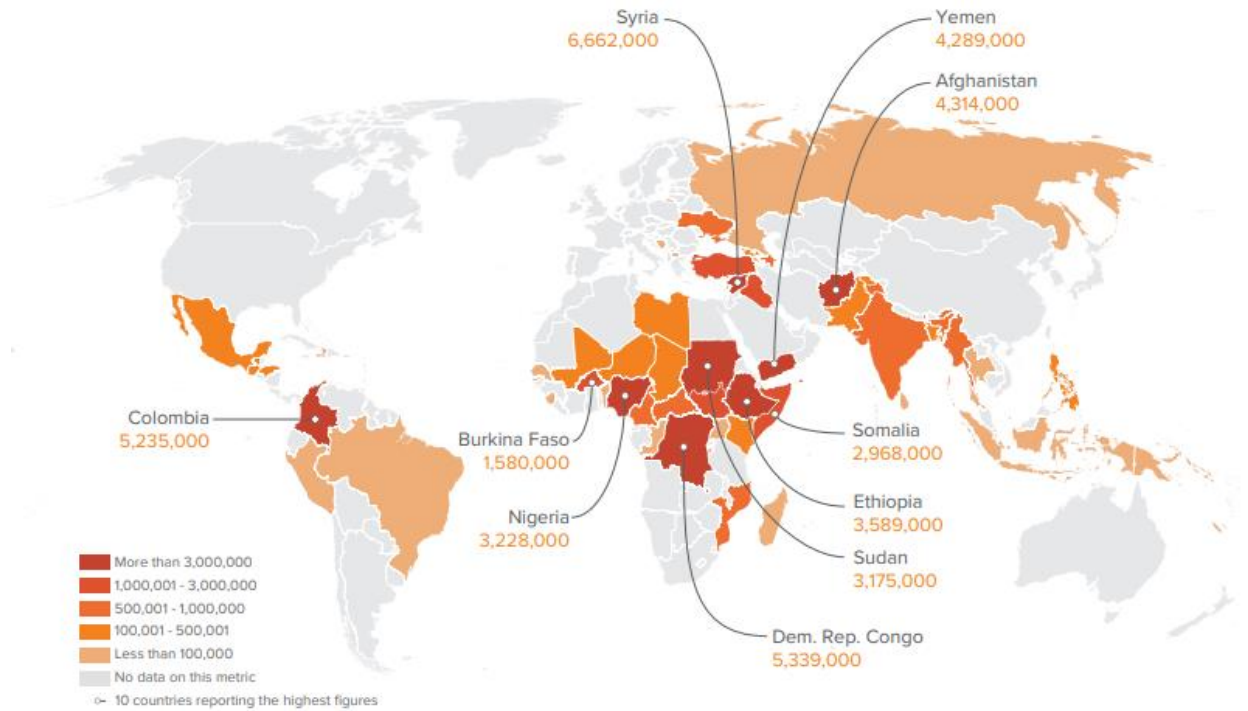 Syria
6,662,000
Yemen
4,289,000
Afghanistan
4,314,000
Colombia
5,235,000
Burkina Faso
1,580,000
Nigeria
3,228,000
Somalia
2,968,000
Ethiopia
3,589,000
Sudan
3,175,000
Dem. Rep. Congo
5,339,000
More than 3,000,000
1,000,001 - 3,000,000
500,001 - 1,000,000
100,001 - 500,001
Less than 100,000
No data on this metric
10 countries reporting the highest figures